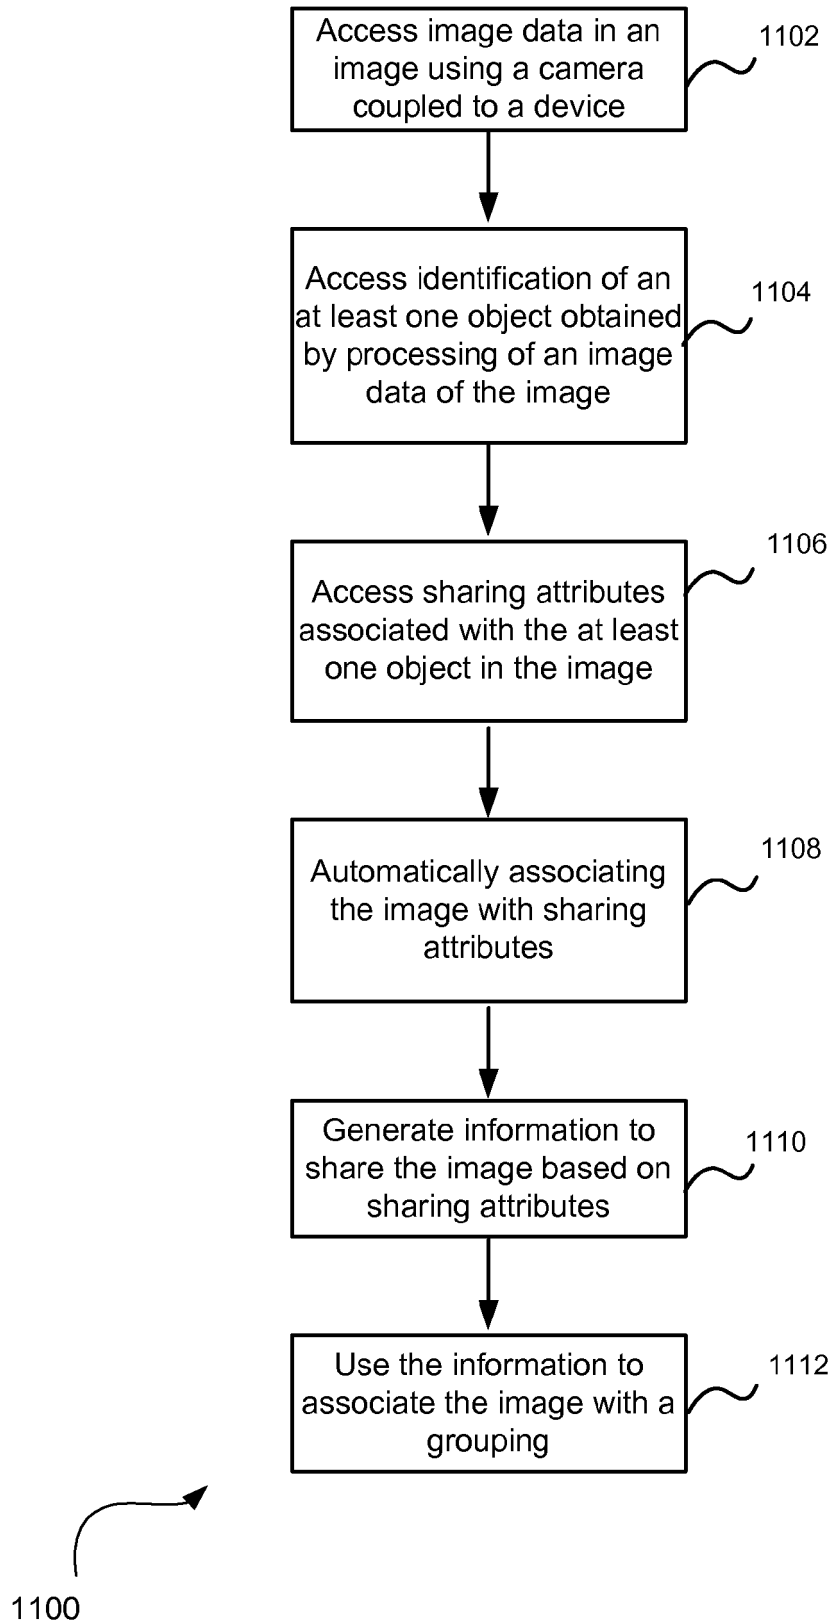 Access image data in an
image using a camera
coupled to a device
1102
Access identification of an
at least one object obtained
by processing of an image
data of the image
1104
Access sharing attributes
associated with the at least
one object in the image
1106
Automatically associating
the image with sharing
attributes
1108
Generate information to
share the image based on
sharing attributes
1110
Use the information to
associate the image with a
grouping
1112
1100